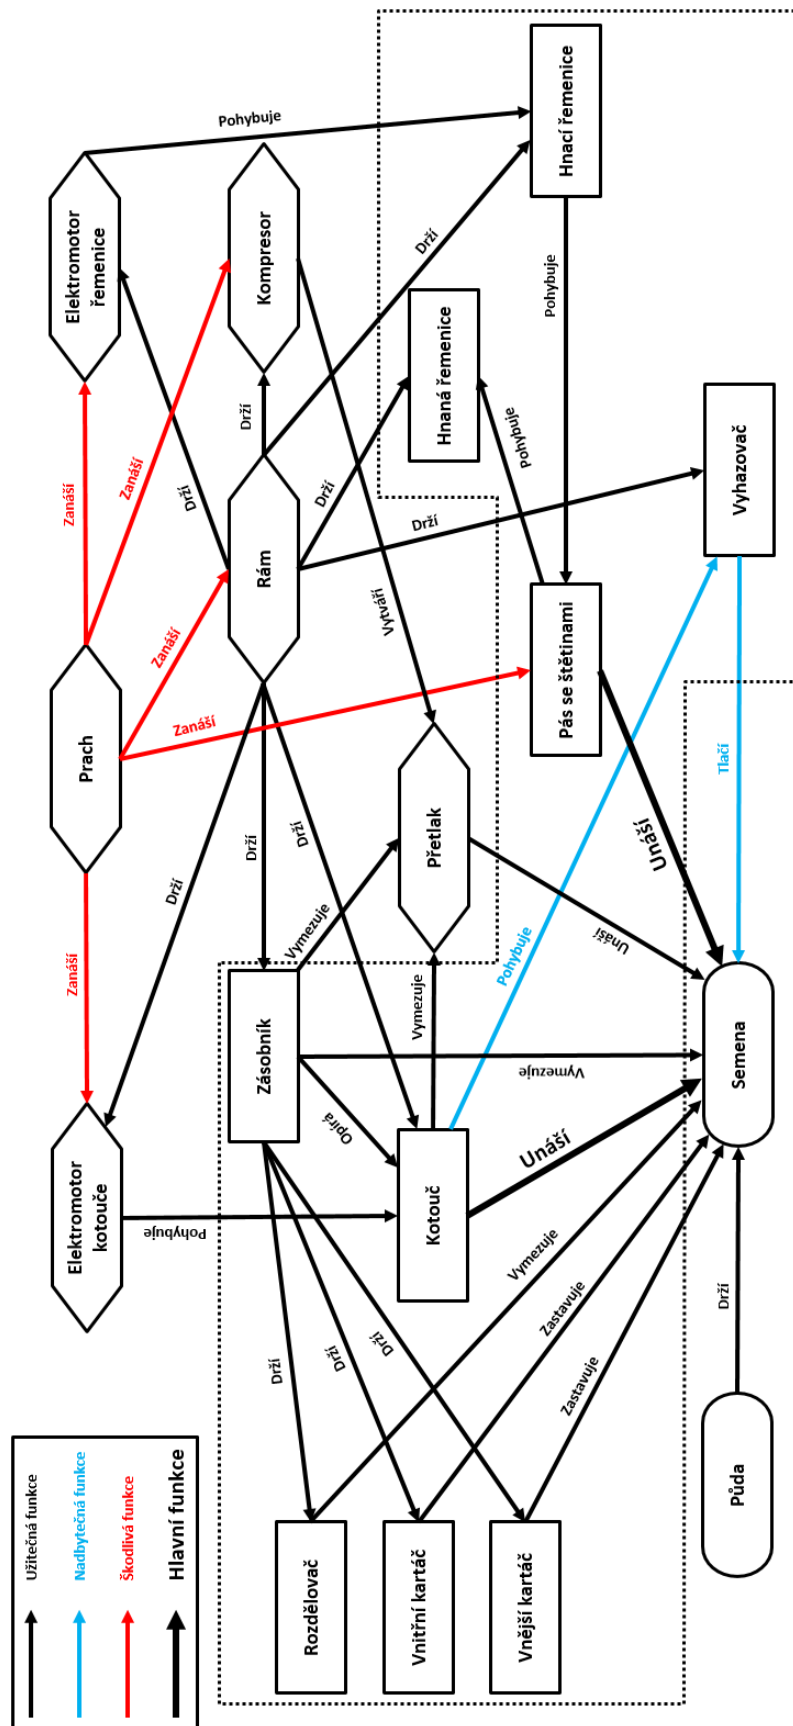 Užitečná funkce
Nadbytečná funkce
Škodlivá funkce
Hlavní funkce
Elektromotor
kotouče
Zanáší
Prach
Zanáší
Elektromotor
řemenice
Zanáší
Zanáší
Zanáší
Drží
Drží
Pohybuje
Pohybuje
Zásobník
Drží
Rám
Drží
Kompresor
Drží
Drží
Drží
Drží
Drží
Drží
Opírá
Vymezuje
Vytváří
Rozdělovač
Vnitřní kartáč
Vnější kartáč
Kotouč
Vymezuje
Přetlak
Hnaná řemenice
Drží
Hnací řemenice
Pohybuje
Pohybuje
Pás se štětinami
Unáší
Vymezuje
Unáší
Unáší
Pohybuje
Vymezuje
Zastavuje
Zastavuje
Půda
Drží
Semena
Tlačí
Vyhazovač